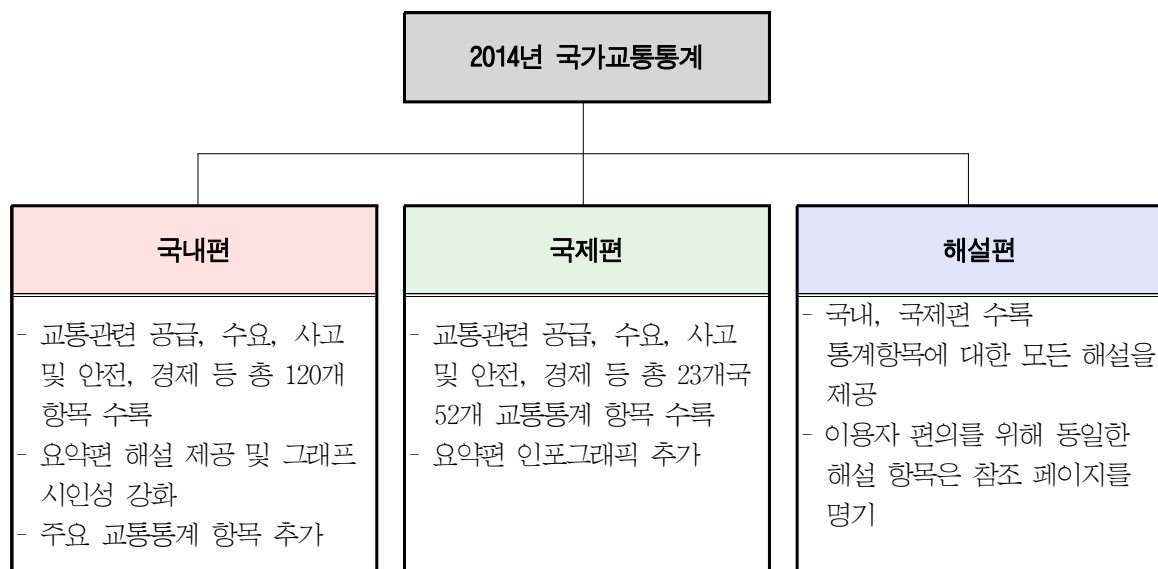 2014년 국가교통통계
국내편
- 교통관련 공급, 수요, 사고
및 안전, 경제 등 총 120개
항목 수록
- 요약편 해설 제공 및 그래프
시인성 강화
- 주요 교통통계 항목 추가
국제편
- 교통관련 공급, 수요, 사고
및 안전, 경제 등 총 23개국
52개 교통통계 항목 수록
- 요약편 인포그래픽 추가
해설편
- 국내, 국제편 수록
통계항목에 대한 모든 해설을
제공
- 이용자 편의를 위해 동일한
해설 항목은 참조 페이지를
명기